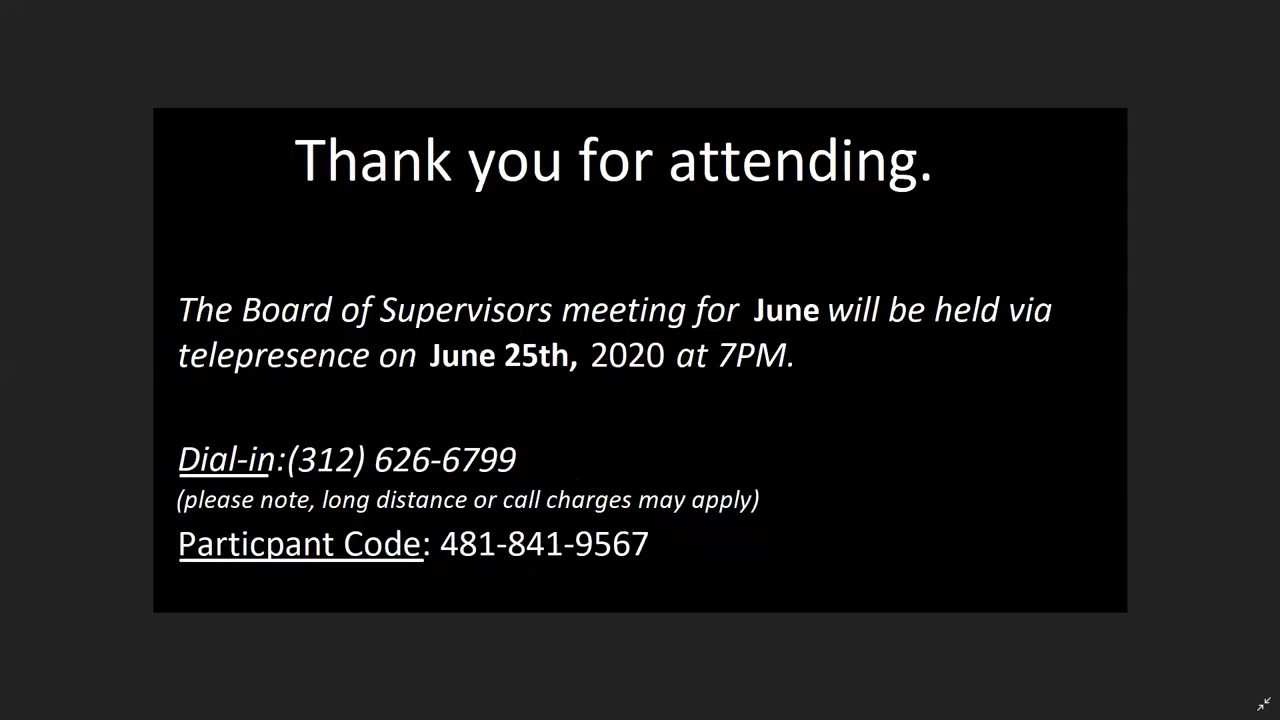 Thank you for attending.
The Board of Supervisors meeting for June will be held via
telepresence on June 25th, 2020 at 7PM.
Dial-in:(312) 626-6799
(please note, long distance or call charges may apply)
Particpant Code: 481-841-9567